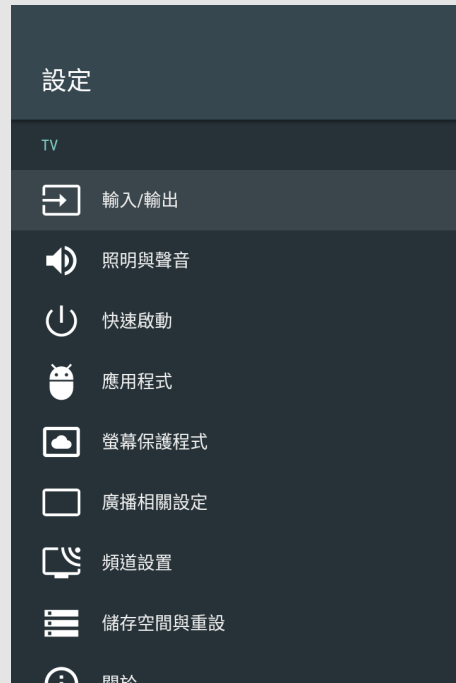 設定
TV
輸入/輸出
照明與聲音
快速啟動
應用程式
螢幕保護程式
廣播相關設定
頻道設置
儲存空間與重設
關於